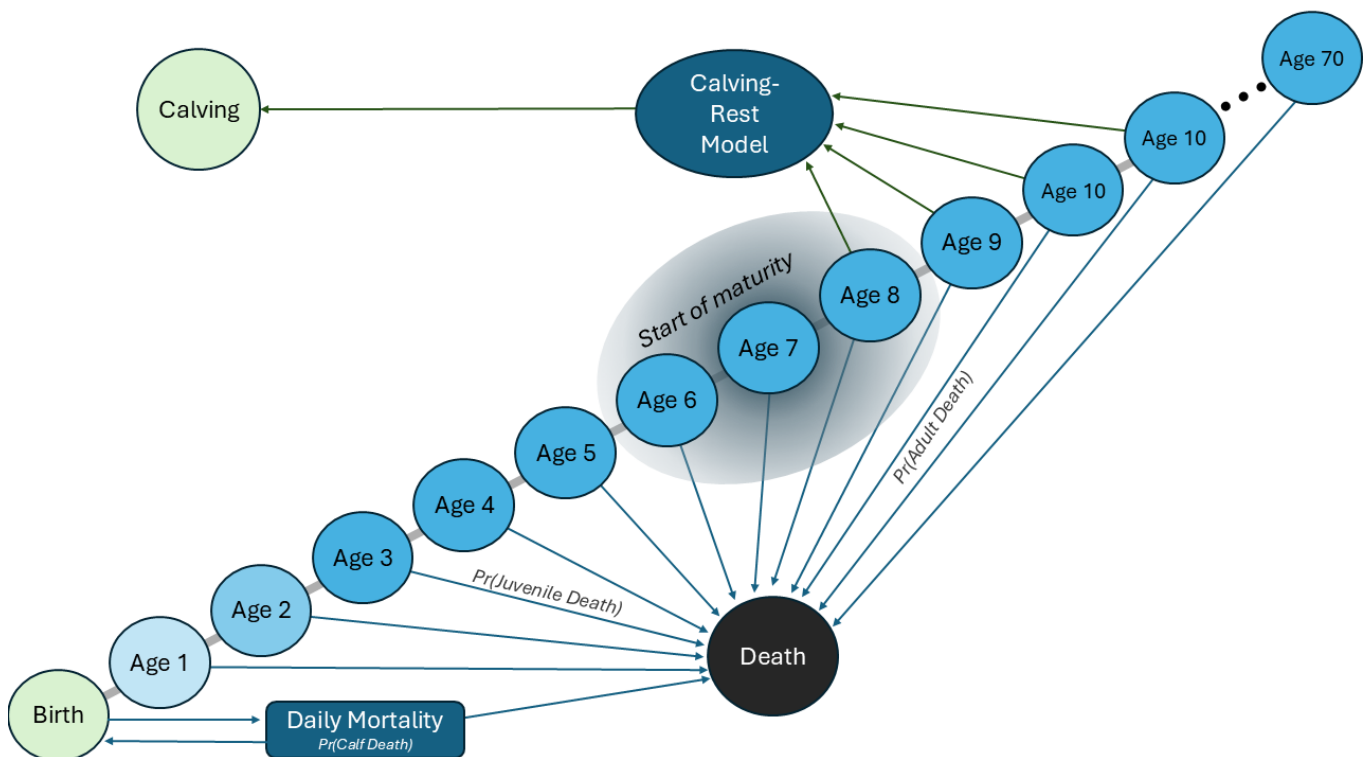 Age 70
Calving
Calving-
Rest
Model
Age 10
Age 10
Age 9
Start of maturity
Age 8
Age 7
Age 6
Age 5
Pr(Adult Death)
Age 4
Age 3
Pr(Juvenile Death)
Age 2
Age 1
Death
Birth
Daily Mortality
Pr(Calf Death)